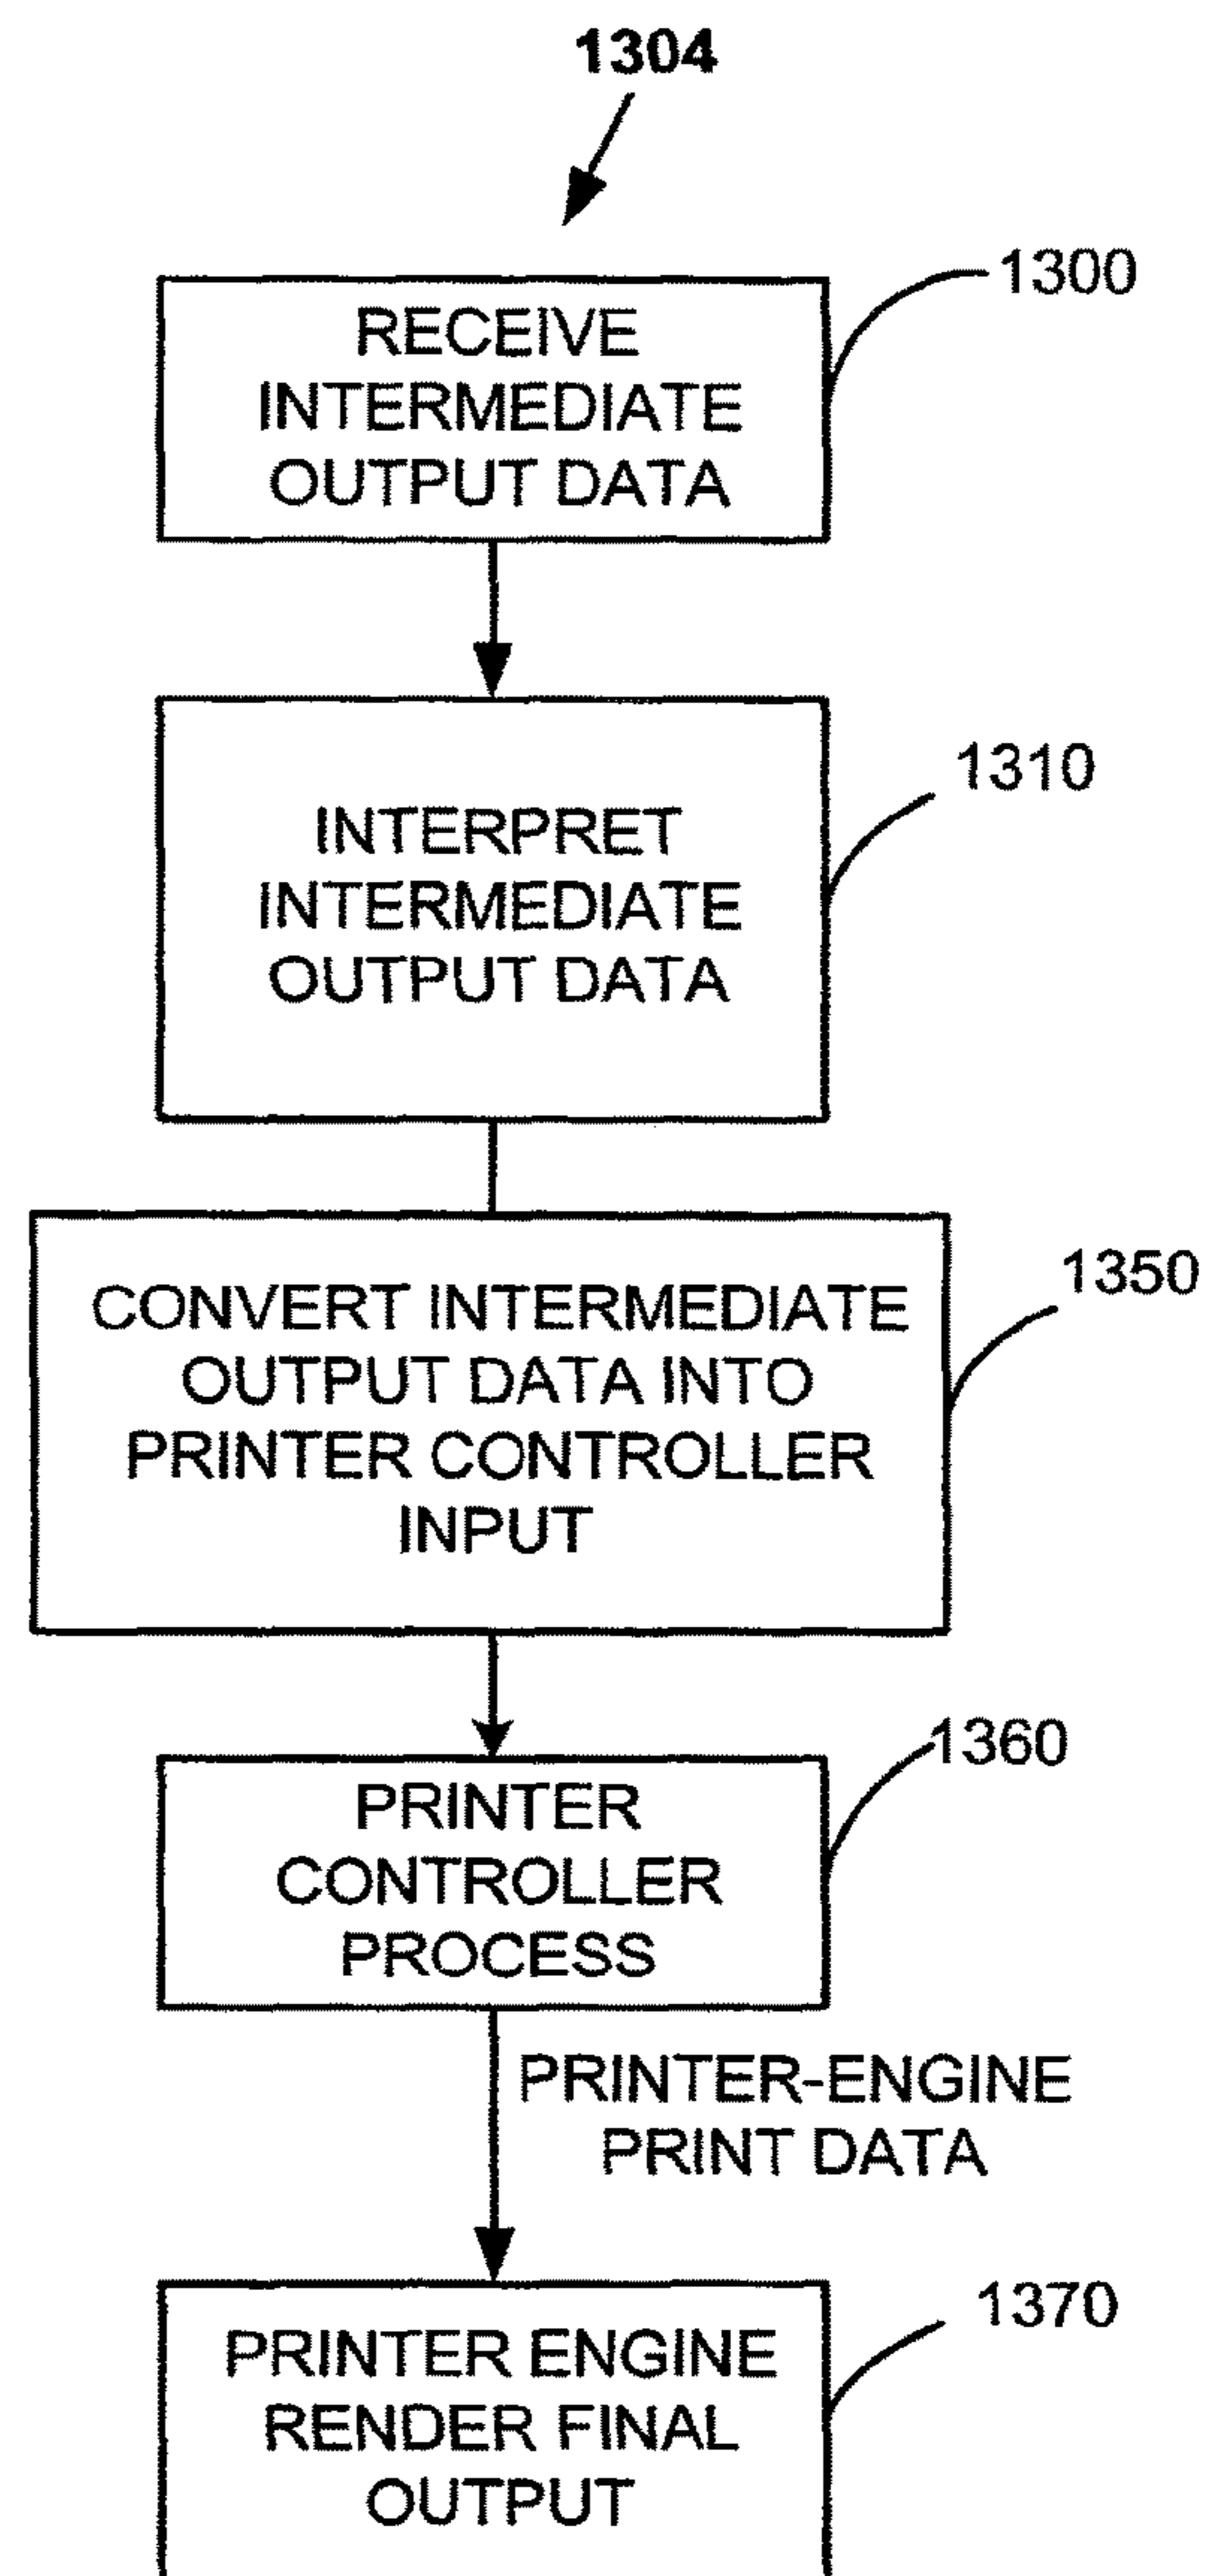 1304
1300
RECEIVE
INTERMEDIATE
OUTPUT DATA
1310
INTERPRET
INTERMEDIATE
OUTPUT DATA
1350
CONVERT INTERMEDIATE
OUTPUT DATA INTO
PRINTER CONTROLLER
INPUT
1360
PRINTER
CONTROLLER
PROCESS
PRINTER-ENGINE
PRINT DATA
1370
PRINTER ENGINE
RENDER FINAL
OUTPUT